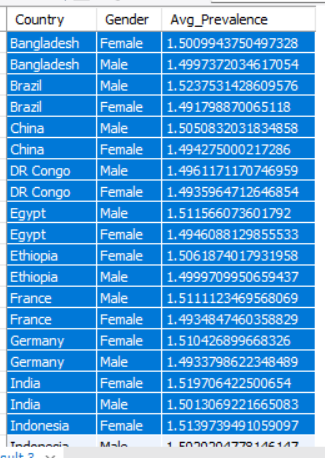 Country Gender Avg_Prevalence
Bangladesh Female 1.5009943750497328
Bangladesh Male 1.4997372034617054
Brazil Male 1.5237531428609576
Brazil Female 1.491798870065118
China Male 1.5050832031834858
China Female 1.494275000217286
DR Congo Male 1.4961171170746959
DR Congo Female 1.4935964712646854
Egypt Male 1.511566073601792
Egypt Female 1.4946088129855533
Ethiopia Female 1.5061874017931958
Ethiopia Male 1.4999709950659437
France Male 1.5111123469568069
France Female 1.4934847460358829
Germany Female 1.510426899668326
Germany Male 1.4933798622348489
India Female 1.519706422500654
India Male 1.5013069221665083
Indonesia Female 1.5139739491059097
Indonesia Male